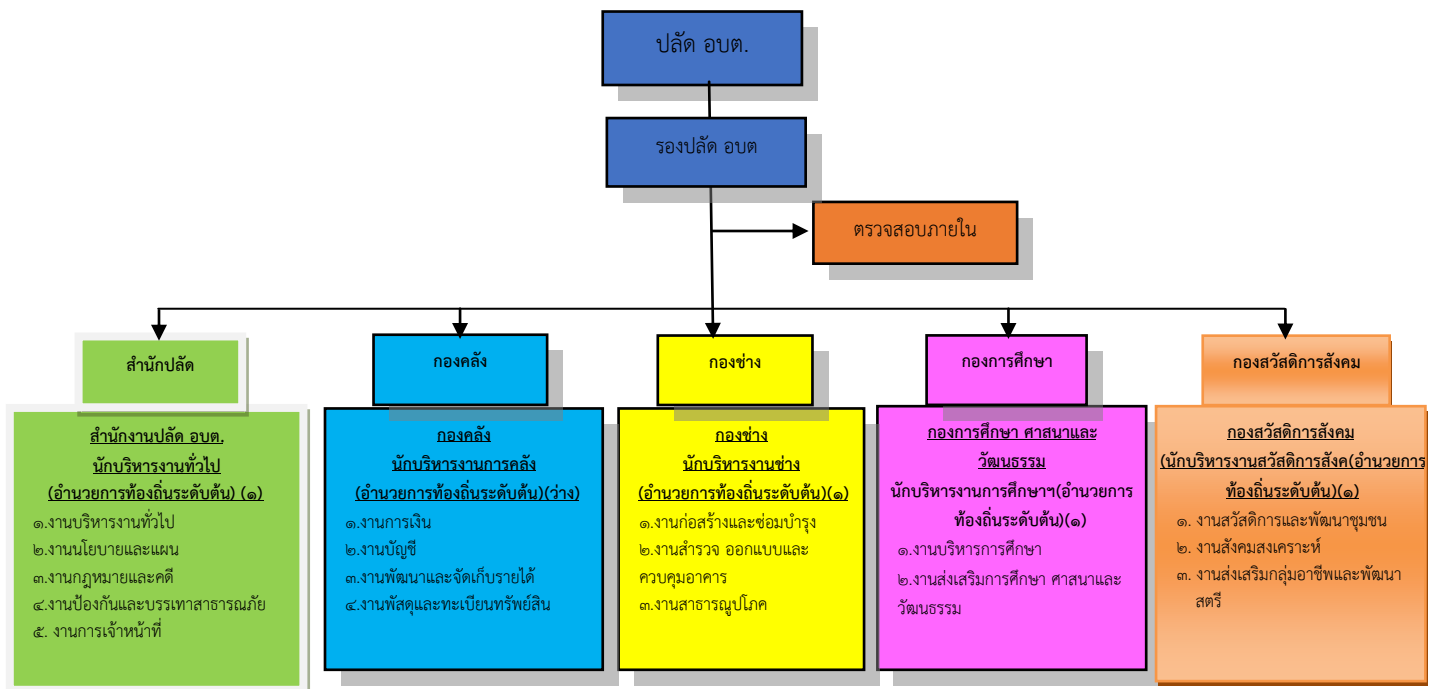 ปลัด อบต.
รองปลัด อบต
ตรวจสอบภายใน
สำนักปลัด
กองคลัง
กองช่าง
กองการศึกษา
กองสวัสดิการสังคม
สำนักงานปลัด อบต.
นักบริหารงานทั่วไป
(อำนวยการท้องถิ่นระดับต้น) (๑)
๑.งานบริหารงานทั่วไป
๒.งานนโยบายและแผน
๓.งานกฎหมายและคดี
๔.งานป้องกันและบรรเทาสาธารณภัย
๕. งานการเจ้าหน้าที่
กองคลัง
นักบริหารงานการคลัง
(อำนวยการท้องถิ่นระดับต้น)(ว่าง)
๑.งานการเงิน
๒.งานบัญชี
๓.งานพัฒนาและจัดเก็บรายได้
๔.งานพัสดุและทะเบียนทรัพย์สิน
กองช่าง
นักบริหารงานช่าง
(อำนวยการท้องถิ่นระดับต้น)(๑)
๑.งานก่อสร้างและซ่อมบำรุง
๒.งานสำรวจ ออกแบบและ
ควบคุมอาคาร
๓.งานสาธารณูปโภค
กองการศึกษา ศาสนาและ
วัฒนธรรม
นักบริหารงานการศึกษาฯ(อำนวยการ
ท้องถิ่นระดับต้น)(๑)
๑.งานบริหารการศึกษา
๒.งานส่งเสริมการศึกษา ศาสนาและ
วัฒนธรรม
กองสวัสดิการสังคม
(นักบริหารงานสวัสดิการสังค(อำนวยการ
ท้องถิ่นระดับต้น)(๑)
๑. งานสวัสดิการและพัฒนาชุมชน
๒. งานสังคมสงเคราะห์
๓. งานส่งเสริมกลุ่มอาชีพและพัฒนา
สตรี